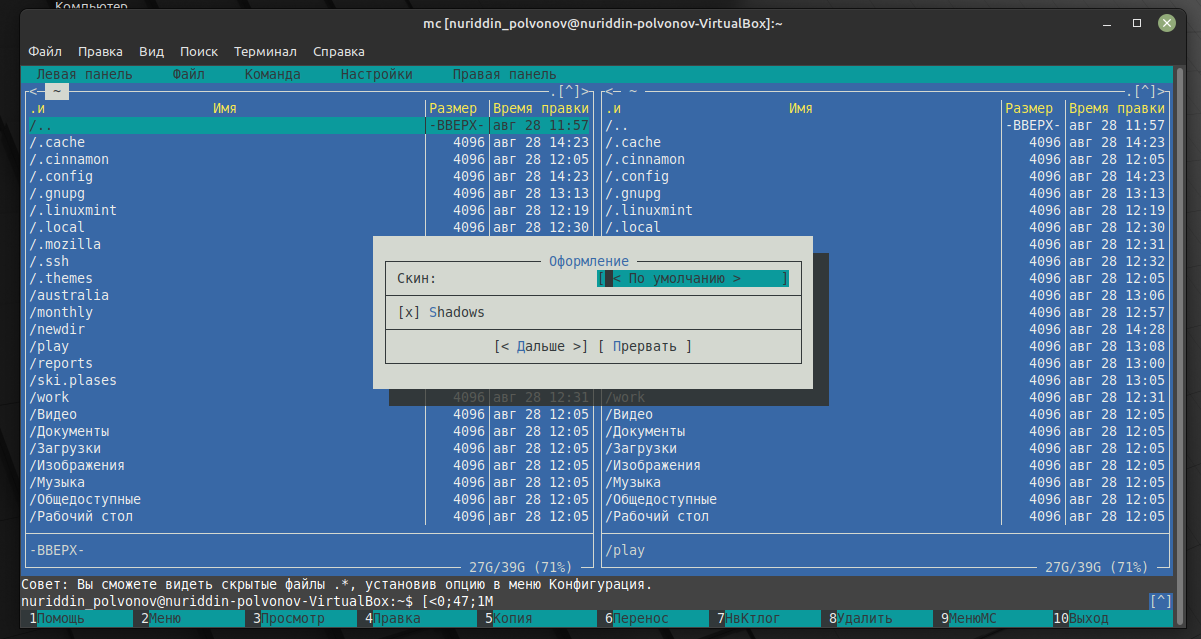 Компьютер
mc [nuriddin_polvonov@nuriddin-polvonov-VirtualBox]:~
Файл Правка Вид Поиск Терминал Справка
Левая панель Файл Команда Настройки Правая панель
<─ ~ .[^]> <─ ~ .[^]>
.и Имя Размер Время правки .и Имя Размер Время правки
/.. -ВВЕРХ- авг 28 11:57 /.. -ВВЕРХ- авг 28 11:57
/.cache 4096 авг 28 14:23 /.cache 4096 авг 28 14:23
/.cinnamon 4096 авг 28 12:05 /.cinnamon 4096 авг 28 12:05
/.config 4096 авг 28 14:23 /.config 4096 авг 28 14:23
/.gnupg 4096 авг 28 13:13 /.gnupg 4096 авг 28 13:13
/.linuxmint 4096 авг 28 12:19 /.linuxmint 4096 авг 28 12:19
/.local 4096 авг 28 12:30 /.local 4096 авг 28 12:30
/.mozilla 4096 авг 28 12:31
/.ssh Оформление 4096 авг 28 12:32
/.themes Скин: [ < По умолчанию > ] 4096 авг 28 12:05
/australia 4096 авг 28 13:06
/monthly [x] Shadows 4096 авг 28 12:57
/newdir 4096 авг 28 14:28
/play [< Дальше >] [ Прервать ] 4096 авг 28 13:08
/reports 4096 авг 28 13:00
/ski.plases 4096 авг 28 13:05
/work 4096 авг 28 12:31 /work 4096 авг 28 12:31
/Видео 4096 авг 28 12:05 /Видео 4096 авг 28 12:05
/Документы 4096 авг 28 12:05 /Документы 4096 авг 28 12:05
/Загрузки 4096 авг 28 12:05 /Загрузки 4096 авг 28 12:05
/Изображения 4096 авг 28 12:05 /Изображения 4096 авг 28 12:05
/Музыка 4096 авг 28 12:05 /Музыка 4096 авг 28 12:05
/Общедоступные 4096 авг 28 12:05 /Общедоступные 4096 авг 28 12:05
/Рабочий стол 4096 авг 28 12:05 /Рабочий стол 4096 авг 28 12:05
-ВВЕРХ- /play
27G/39G (71%) 27G/39G (71%)
Совет: Вы сможете видеть скрытые файлы .*, установив опцию в меню Конфигурация.
nuriddin_polvonov@nuriddin-polvonov-VirtualBox:~$ [<0;47;1M [^]
1Помощь 2Меню 3Просмотр 4Правка 5Копия 6Перенос 7НвКтлог 8Удалить 9МенюМС 10Выход